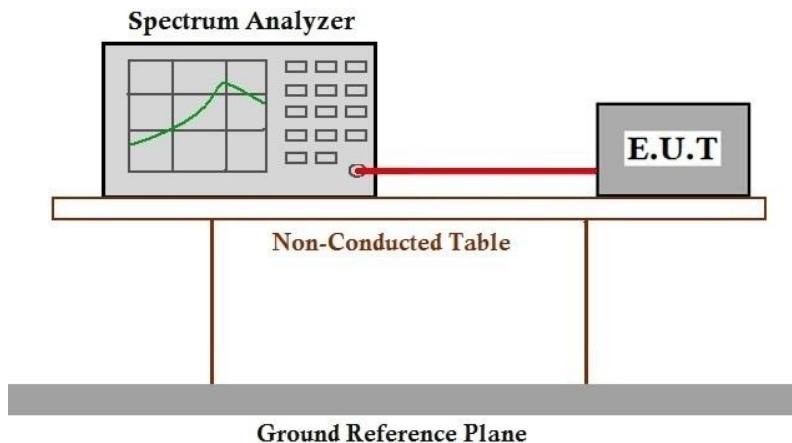 Spectrum Analyzer
E.U.T
Non-Conducted Table
Ground Reference Plane